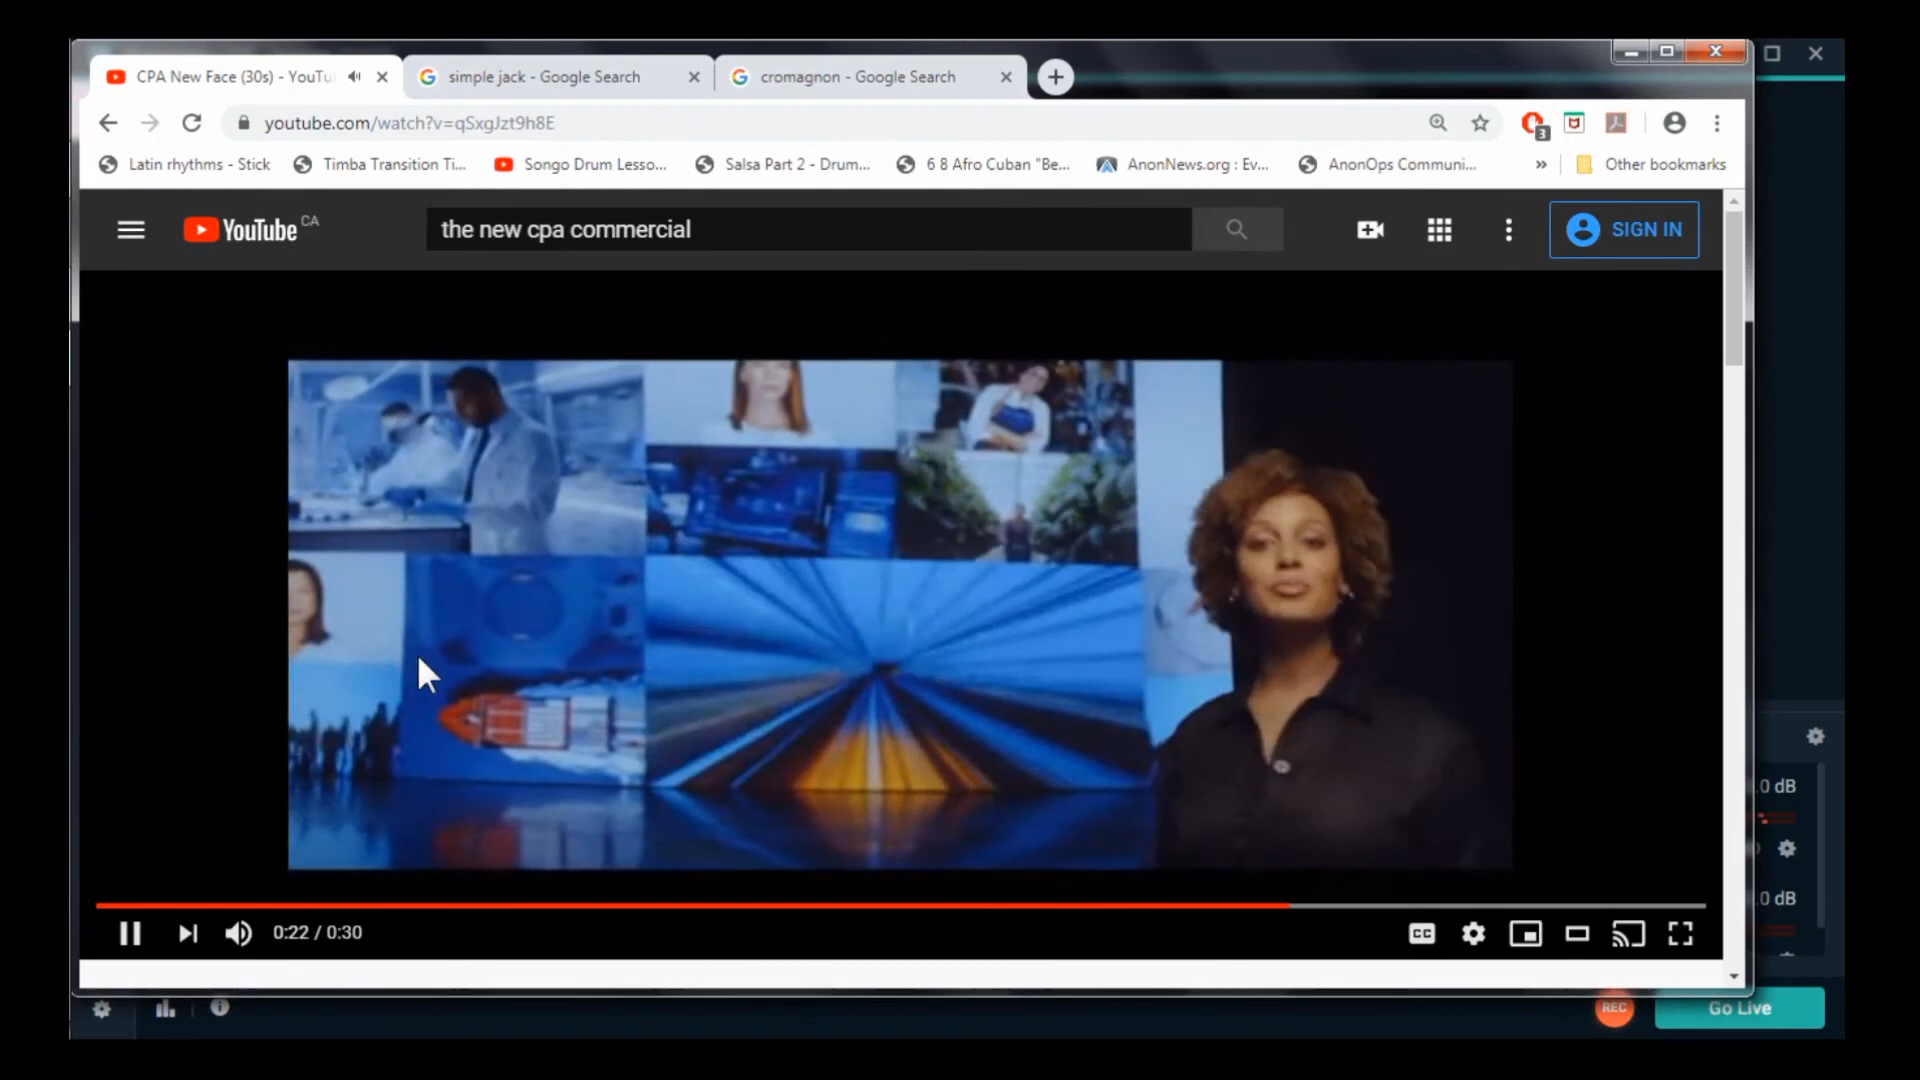 CPA New Face (30s) - YouTu
simple jack - Google Search
cromagnon - Google Search
youtube.com/watch?v=qSxgJzt9h8E
3
Latin rhythms - Stick
Timba Transition Ti...
Songo Drum Lesso...
Salsa Part 2 - Drum...
6 8 Afro Cuban "Be...
AnonNews.org : Ev...
AnonOps Communi...
»
Other bookmarks
YouTube CA
the new cpa commercial
SIGN IN
.0 dB
.0 dB
0:22 / 0:30
CC
REC
Go Live